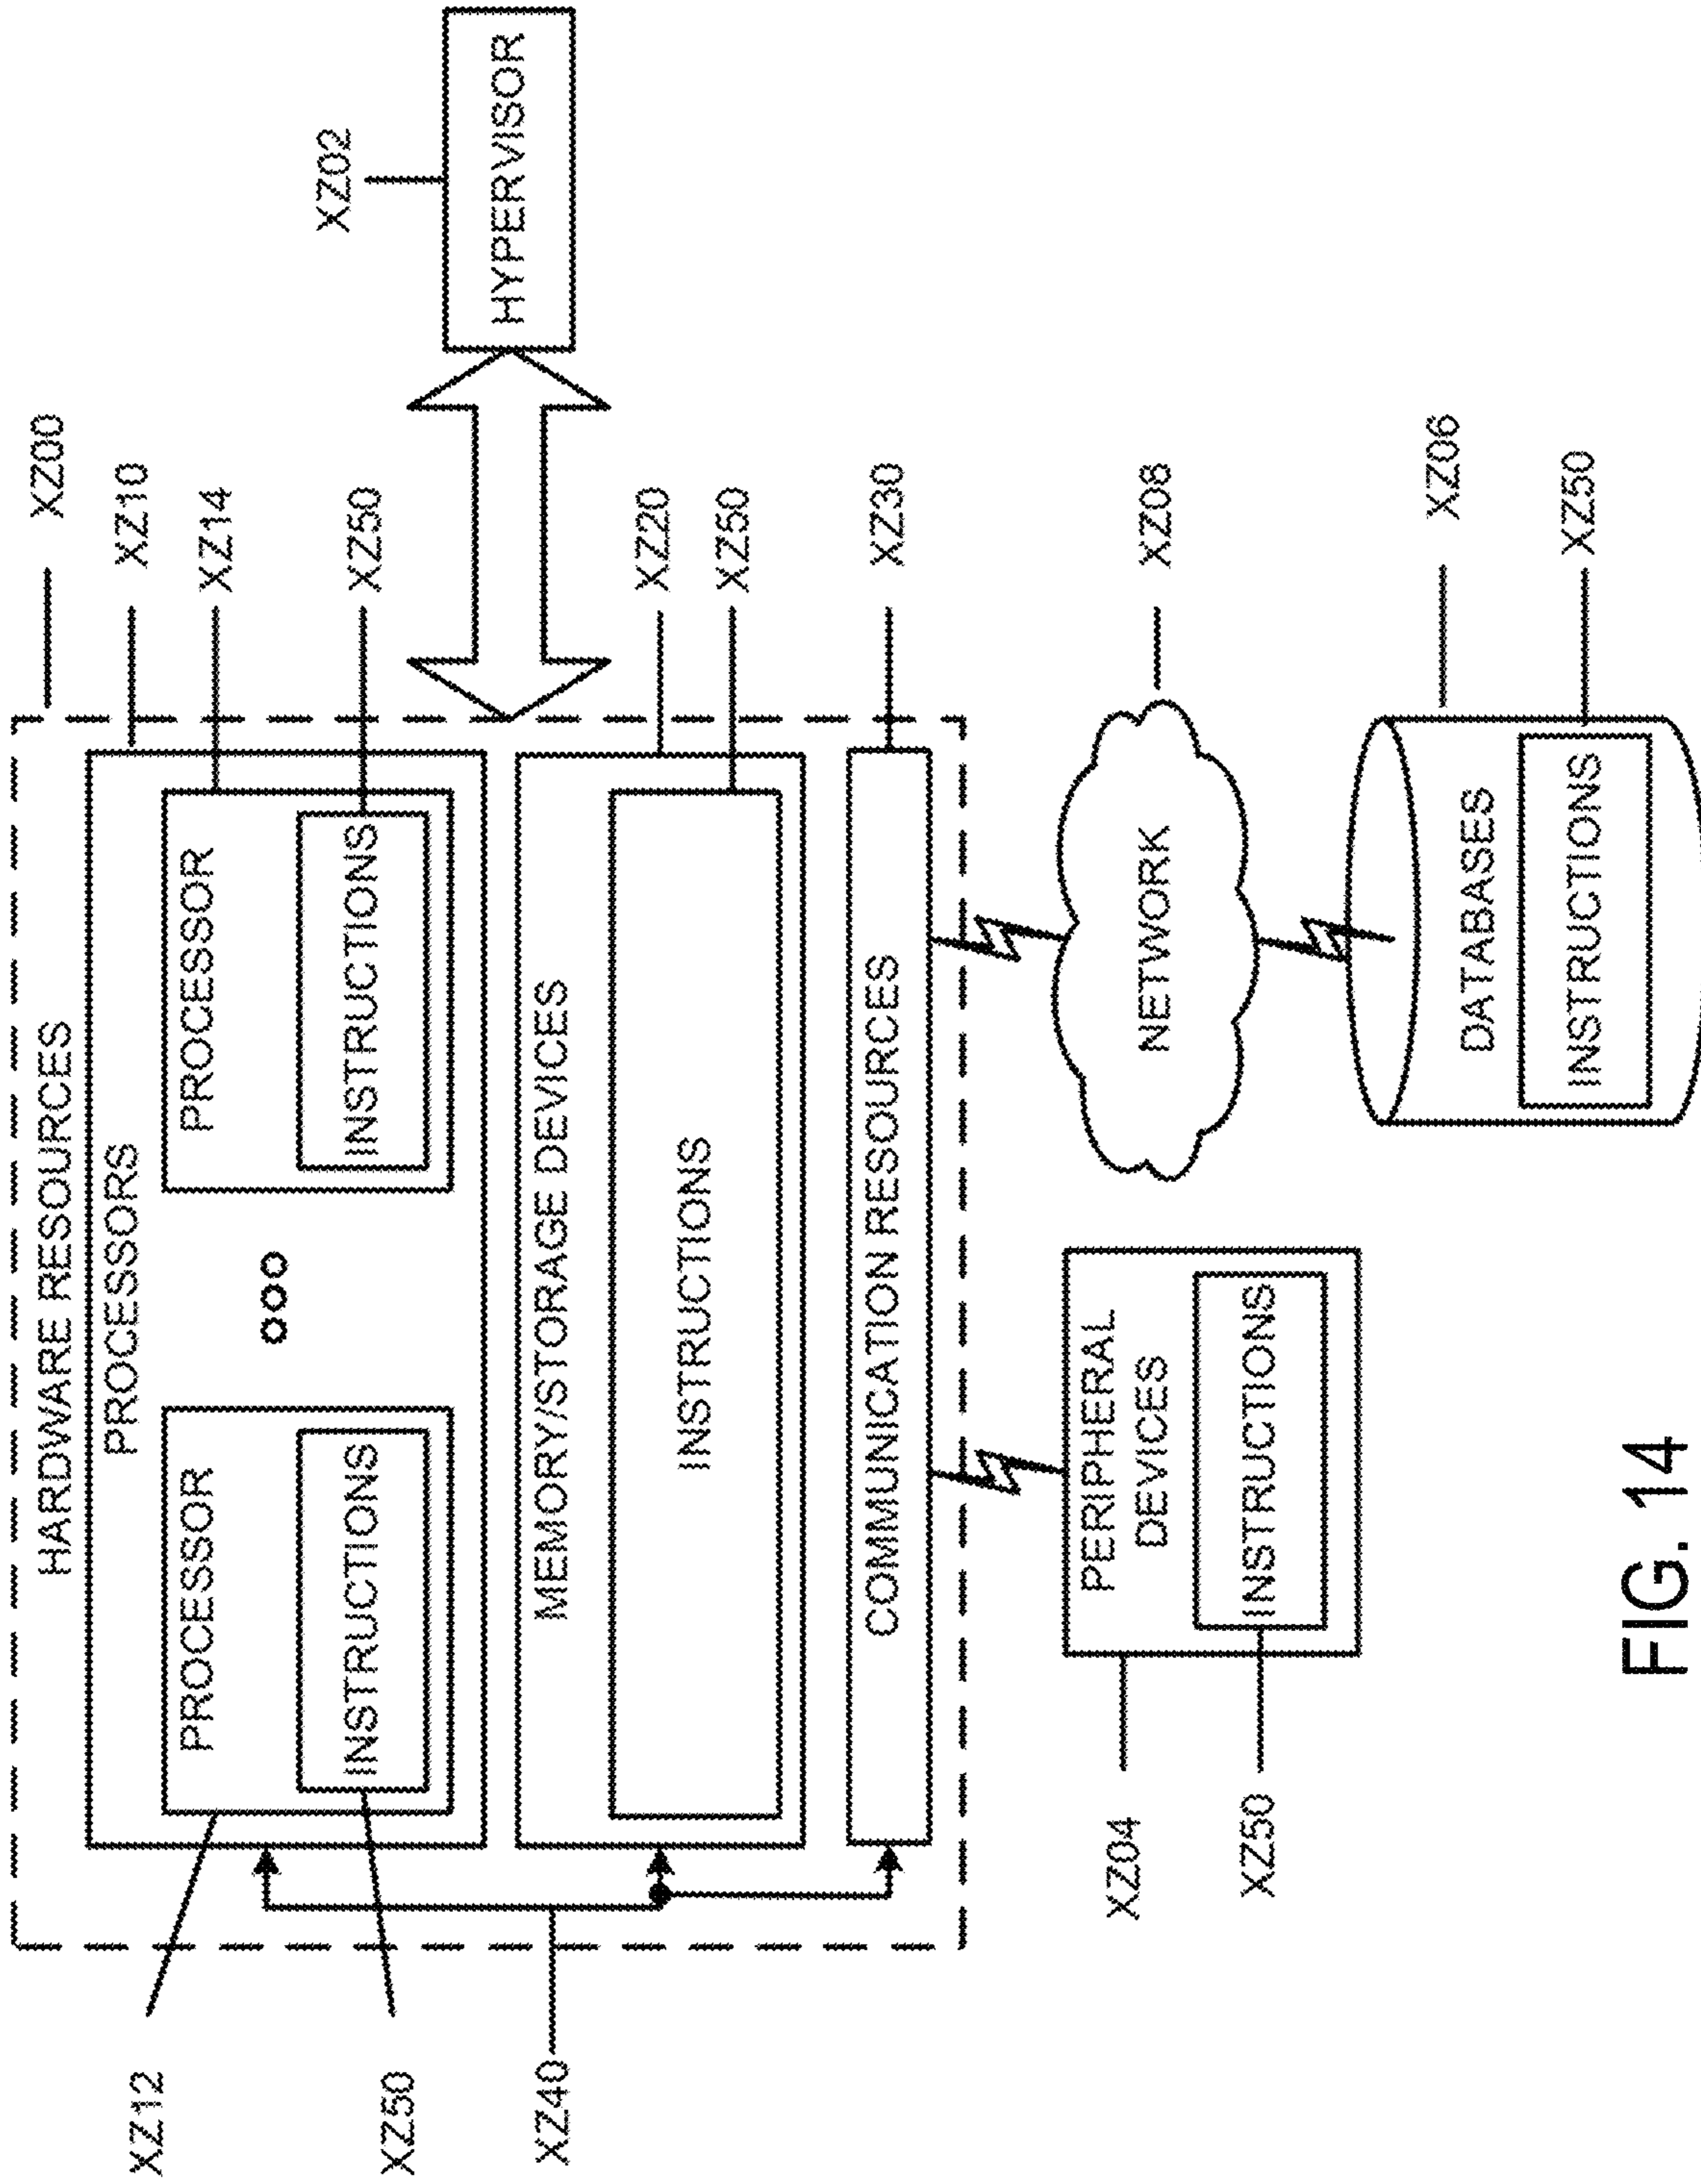 HARDWARE RESOURCES
XZ00
PROCESSORS
XZ10
XZ12
PROCESSOR
PROCESSOR
XZ14
XZ02
INSTRUCTIONS
INSTRUCTIONS
XZ50
XZ50
HYPERVISOR
XZ40
MEMORY/STORAGE DEVICES
XZ20
INSTRUCTIONS
XZ50
COMMUNICATION RESOURCES
XZ30
XZ04
PERIPHERAL
DEVICES
NETWORK
XZ08
XZ50
INSTRUCTIONS
DATABASES
XZ06
INSTRUCTIONS
XZ50
FIG. 14